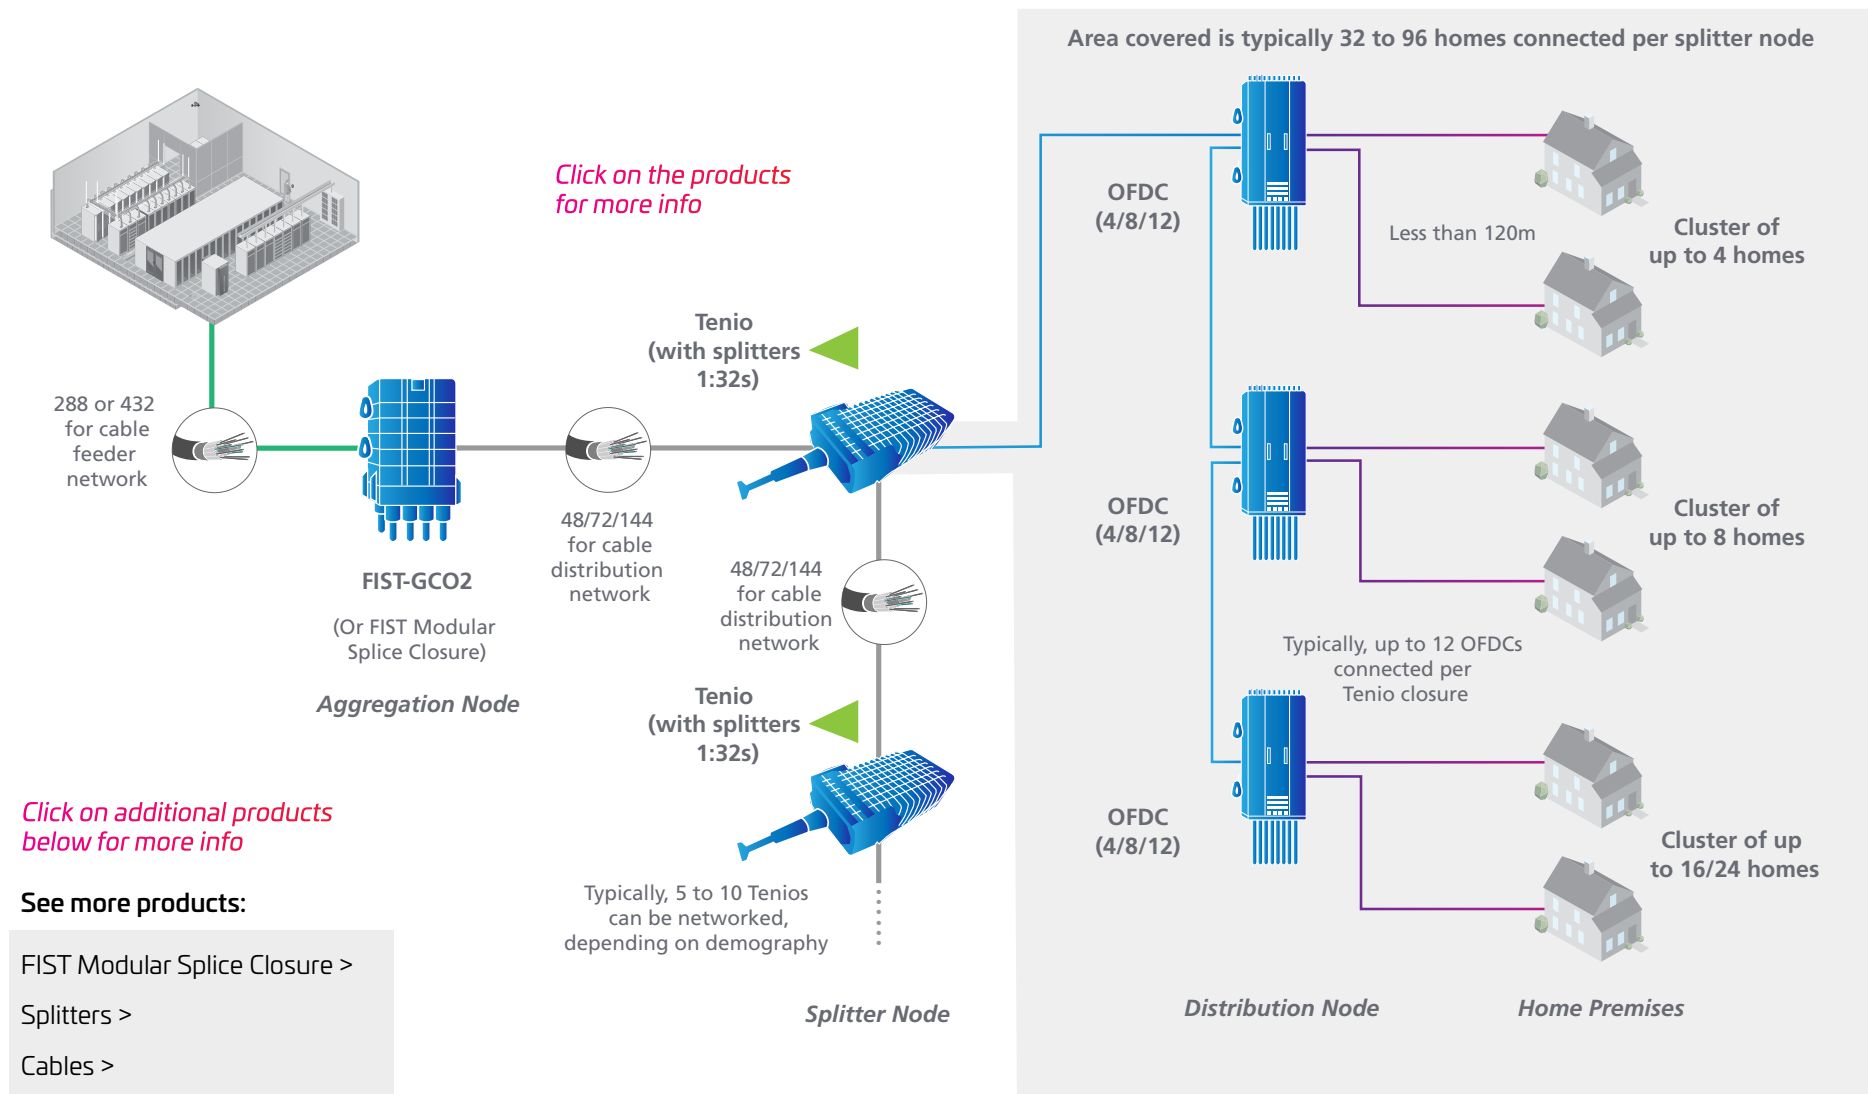 Area covered is typically 32 to 96 homes connected per splitter node
Click on the products
for more info
OFDC
(4/8/12)
Less than 120m
Cluster of
up to 4 homes
Tenio
(with splitters
1:32s)
288 or 432
for cable
feeder
network
48/72/144
for cable
distribution
network
FIST-GCO2
(Or FIST Modular
Splice Closure)
Aggregation Node
48/72/144
for cable
distribution
network
OFDC
(4/8/12)
Cluster of
up to 8 homes
Typically, up to 12 OFDCs
connected per
Tenio closure
Tenio
(with splitters
1:32s)
OFDC
(4/8/12)
Cluster of up
to 16/24 homes
Typically, 5 to 10 Tenios
can be networked,
depending on demography
Splitter Node
Distribution Node
Home Premises
Click on additional products
below for more info
See more products:
FIST Modular Splice Closure >
Splitters >
Cables >